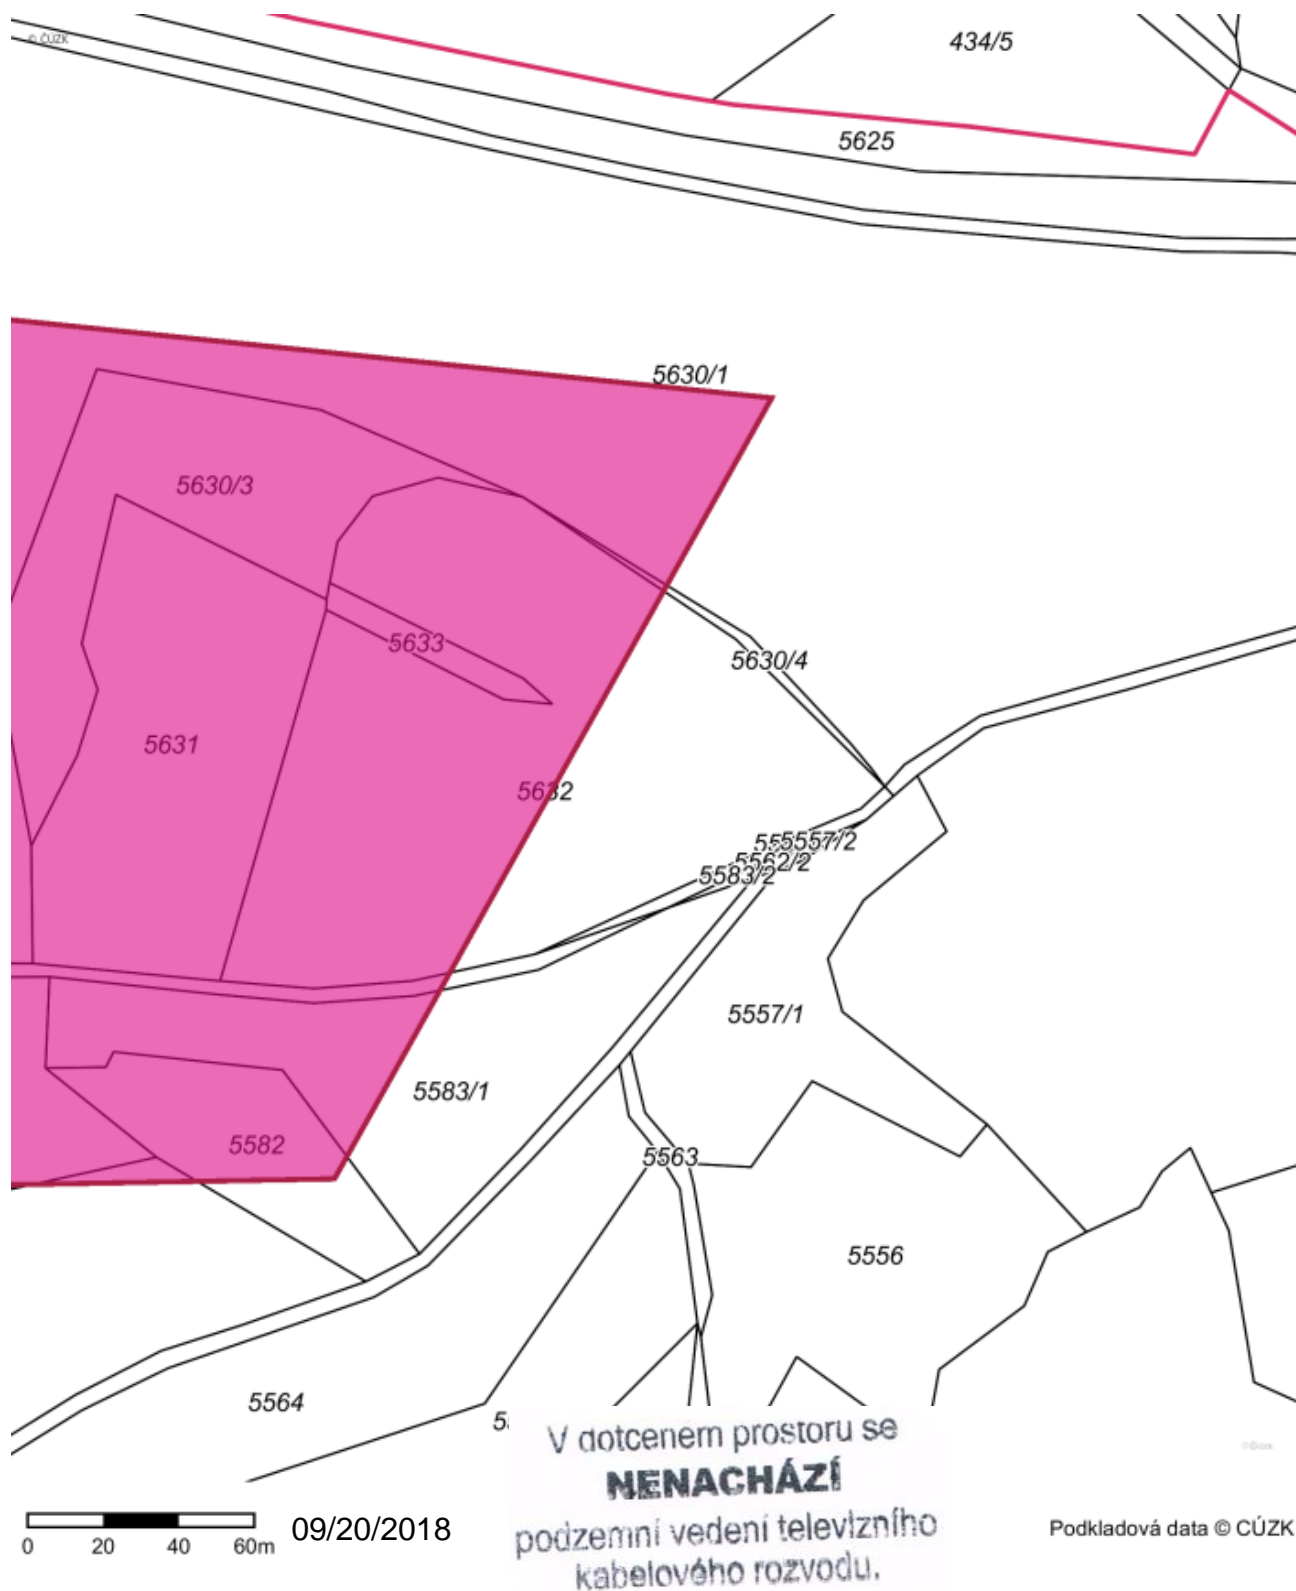 © ČÚZK
434/5
5625
5630/1
5630/3
5633
5630/4
5631
5632
5557/2
5562/2
5583/2
5557/1
5583/1
5582
5563
5556
5564
V dotčeném prostoru se
NENACHÁZÍ
podzemní vedení televizního
kabelového rozvodu.
0 20 40 60m
09/20/2018
Podkladová data © CÚZK